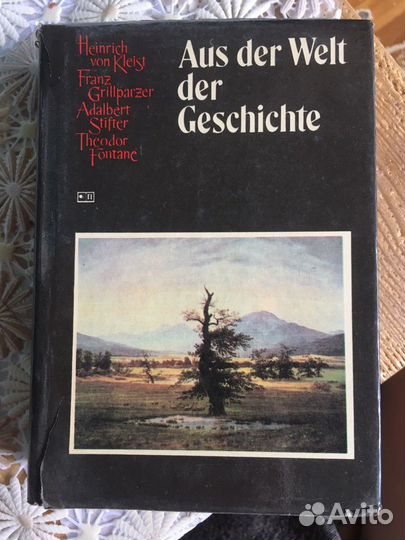 Heinrich
von Kleist
Franz
Grillparzer
Adalbert
Stifter
Theodor
Fontane
Aus der Welt
der
Geschichte
Avito